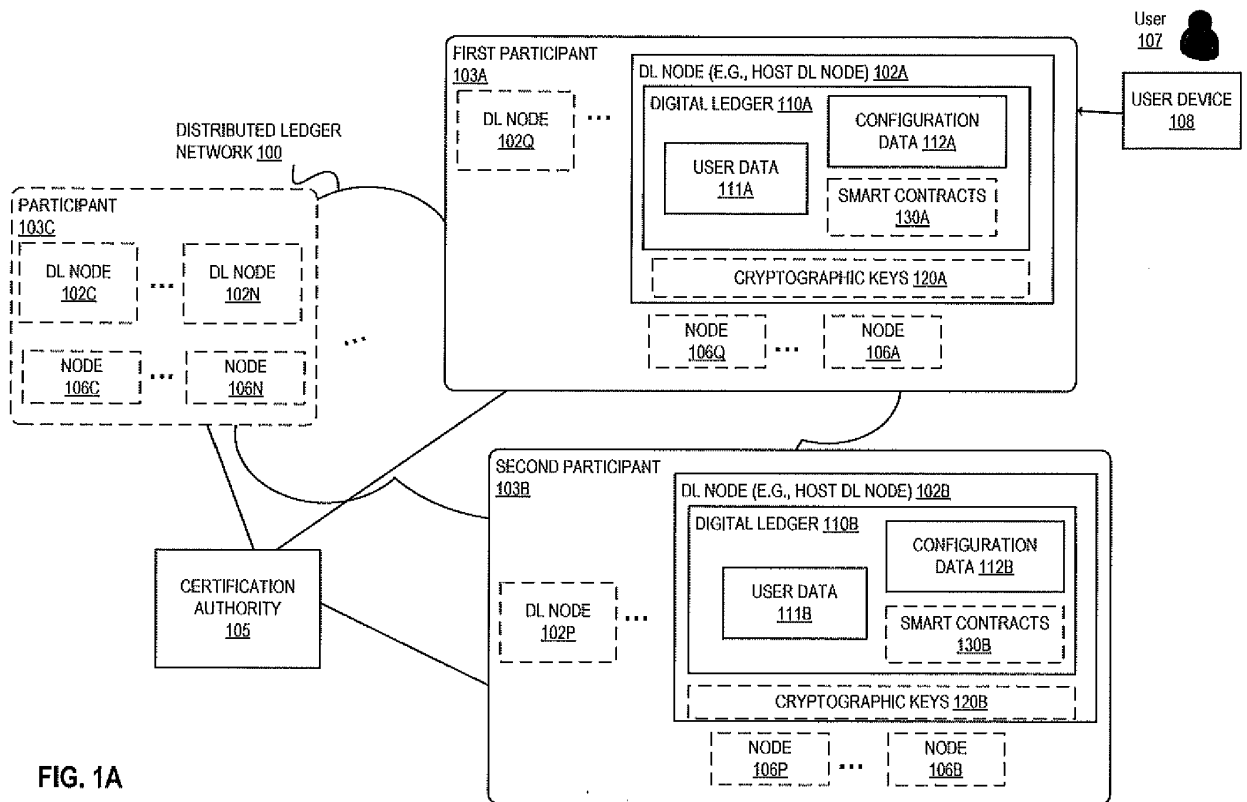 User
107
USER DEVICE
108
FIRST PARTICIPANT
103A
DL NODE
102Q
...
DL NODE (E.G., HOST DL NODE) 102A
DIGITAL LEDGER 110A
USER DATA
111A
CONFIGURATION
DATA 112A
SMART CONTRACTS
130A
CRYPTOGRAPHIC KEYS 120A
NODE
106Q
...
NODE
106A
DISTRIBUTED LEDGER
NETWORK 100
PARTICIPANT
103C
DL NODE
102C
...
DL NODE
102N
NODE
106C
...
NODE
106N
...
SECOND PARTICIPANT
103B
DL NODE
102P
...
DL NODE (E.G., HOST DL NODE) 102B
DIGITAL LEDGER 110B
USER DATA
111B
CONFIGURATION
DATA 112B
SMART CONTRACTS
130B
CRYPTOGRAPHIC KEYS 120B
NODE
106P
...
NODE
106B
CERTIFICATION
AUTHORITY
105
FIG. 1A